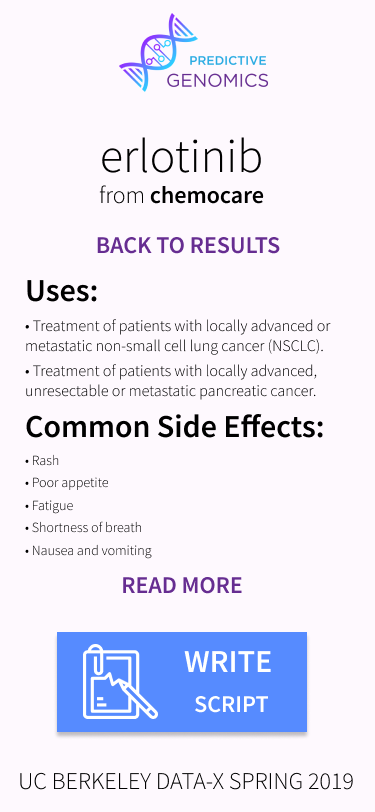 PREDICTIVE
GENOMICS
erlotinib
from chemocare
BACK TO RESULTS
Uses:
• Treatment of patients with locally advanced or
metastatic non-small cell lung cancer (NSCLC).
• Treatment of patients with locally advanced,
unresectable or metastatic pancreatic cancer.
Common Side Effects:
• Rash
• Poor appetite
• Fatigue
• Shortness of breath
• Nausea and vomiting
READ MORE
WRITE
SCRIPT
UC BERKELEY DATA-X SPRING 2019